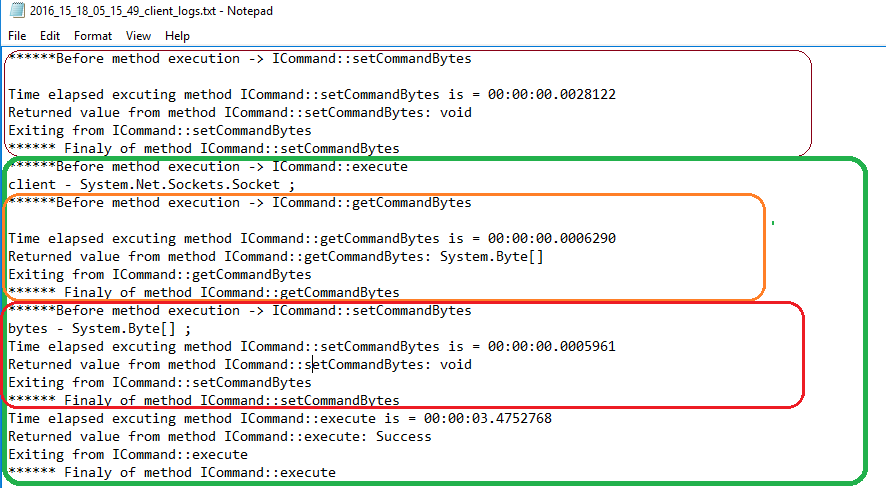 2016_15_18_05_15_49_client_logs.txt - Notepad
File Edit Format View Help
******Before method execution -> ICommand::setCommandBytes
Time elapsed excuting method ICommand::setCommandBytes is = 00:00:00.0028122
Returned value from method ICommand::setCommandBytes: void
Exiting from ICommand::setCommandBytes
****** Finaly of method ICommand::setCommandBytes
******Before method execution -> ICommand::execute
client - System.Net.Sockets.Socket ;
******Before method execution -> ICommand::getCommandBytes
Time elapsed excuting method ICommand::getCommandBytes is = 00:00:00.0006290
Returned value from method ICommand::getCommandBytes: System.Byte[]
Exiting from ICommand::getCommandBytes
****** Finaly of method ICommand::getCommandBytes
******Before method execution -> ICommand::setCommandBytes
bytes - System.Byte[] ;
Time elapsed excuting method ICommand::setCommandBytes is = 00:00:00.0005961
Returned value from method ICommand::setCommandBytes: void
Exiting from ICommand::setCommandBytes
****** Finaly of method ICommand::setCommandBytes
Time elapsed excuting method ICommand::execute is = 00:00:03.4752768
Returned value from method ICommand::execute: Success
Exiting from ICommand::execute
****** Finaly of method ICommand::execute